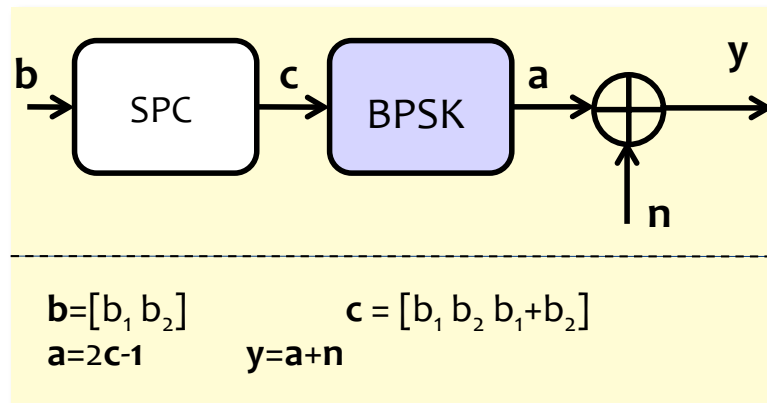 b SPC c BPSK a y
n
b=[b₁ b₂] c = [b₁ b₂ b₁+b₂]
a=2c-1 y=a+n